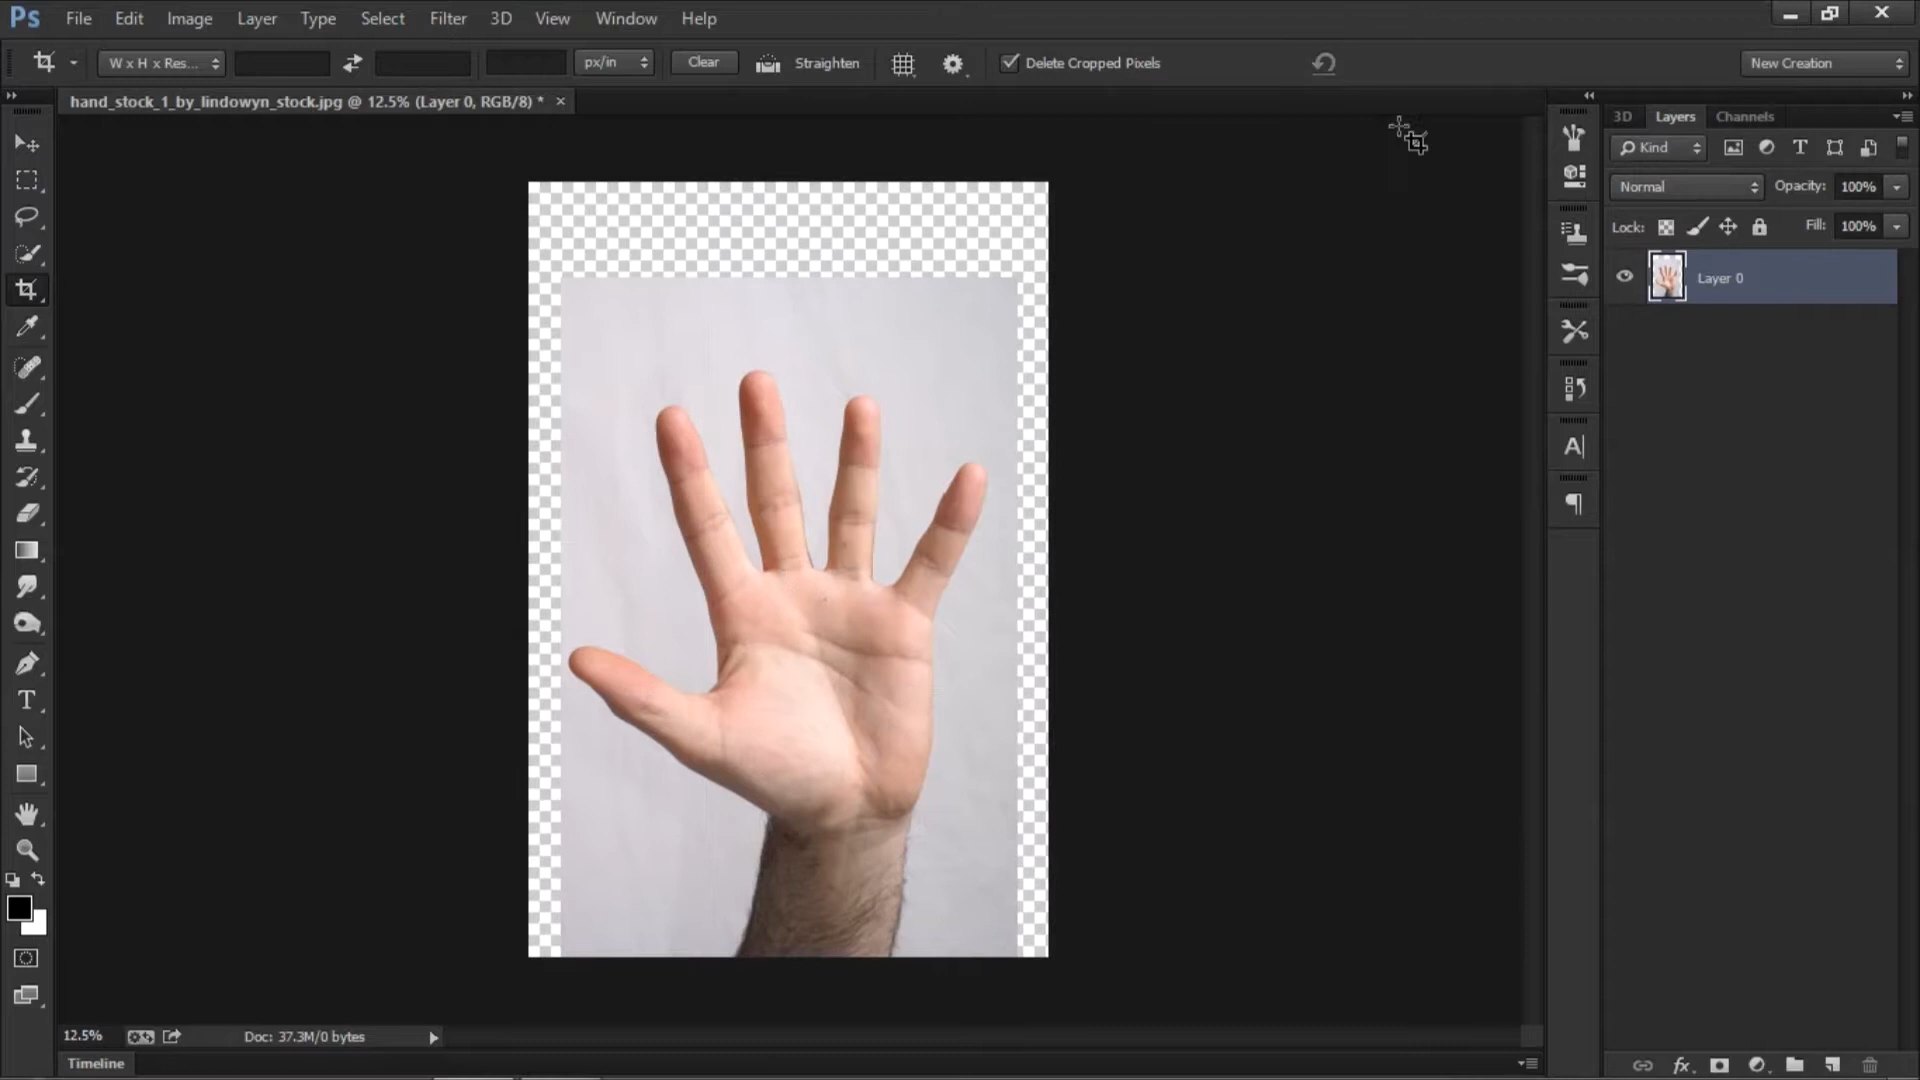 Ps File Edit Image Layer Type Select Filter 3D View Window Help
W x H x Res... px/in Clear Straighten Delete Cropped Pixels New Creation
hand_stock_1_by_lindowyn_stock.jpg @ 12.5% (Layer 0, RGB/8) * ×
3D Layers Channels
Kind
Normal Opacity: 100%
Lock: Fill: 100%
Layer 0
12.5% Doc: 37.3M/0 bytes
Timeline